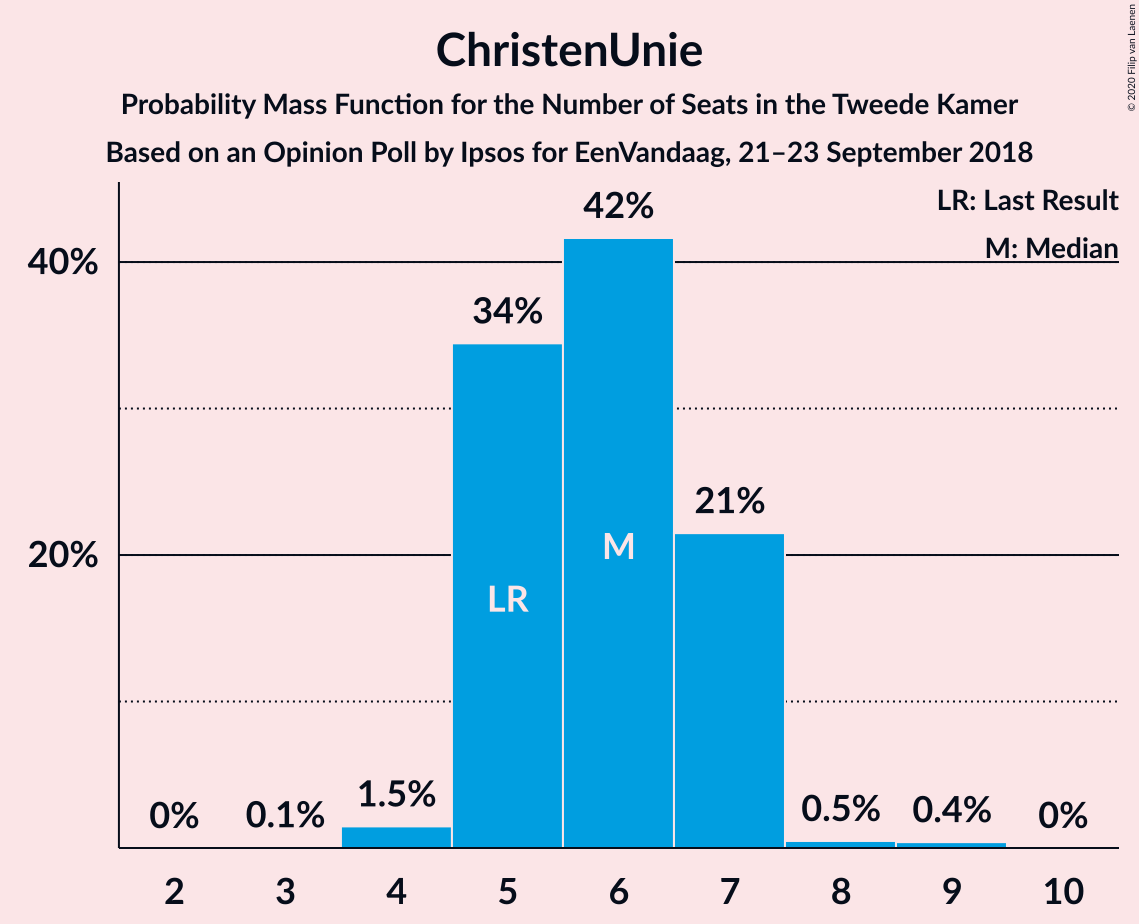 ChristenUnie
Probability Mass Function for the Number of Seats in the Tweede Kamer
Based on an Opinion Poll by Ipsos for EenVandaag, 21–23 September 2018
© 2020 Filip van Laenen
LR: Last Result
M: Median
40%
20%
0%
0.1%
1.5%
34%
42%
21%
0.5%
0.4%
0%
LR
M
2 3 4 5 6 7 8 9 10